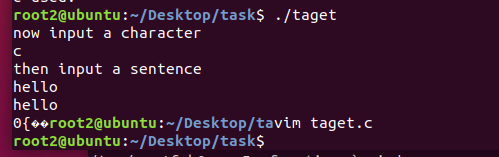 root2@ubuntu:~/Desktop/task$ ./taget
now input a character
c
then input a sentence
hello
hello
0{��root2@ubuntu:~/Desktop/tavim taget.c
root2@ubuntu:~/Desktop/task$